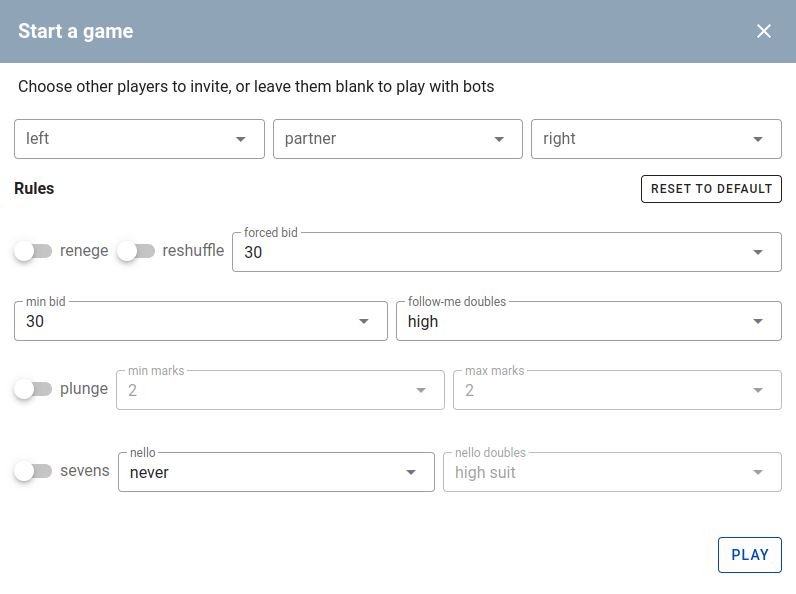 Start a game
Choose other players to invite, or leave them blank to play with bots
left partner right
Rules RESET TO DEFAULT
forced bid
renege reshuffle 30
min bid follow-me doubles
30 high
min marks max marks
plunge 2 2
nello nello doubles
sevens never high suit
PLAY